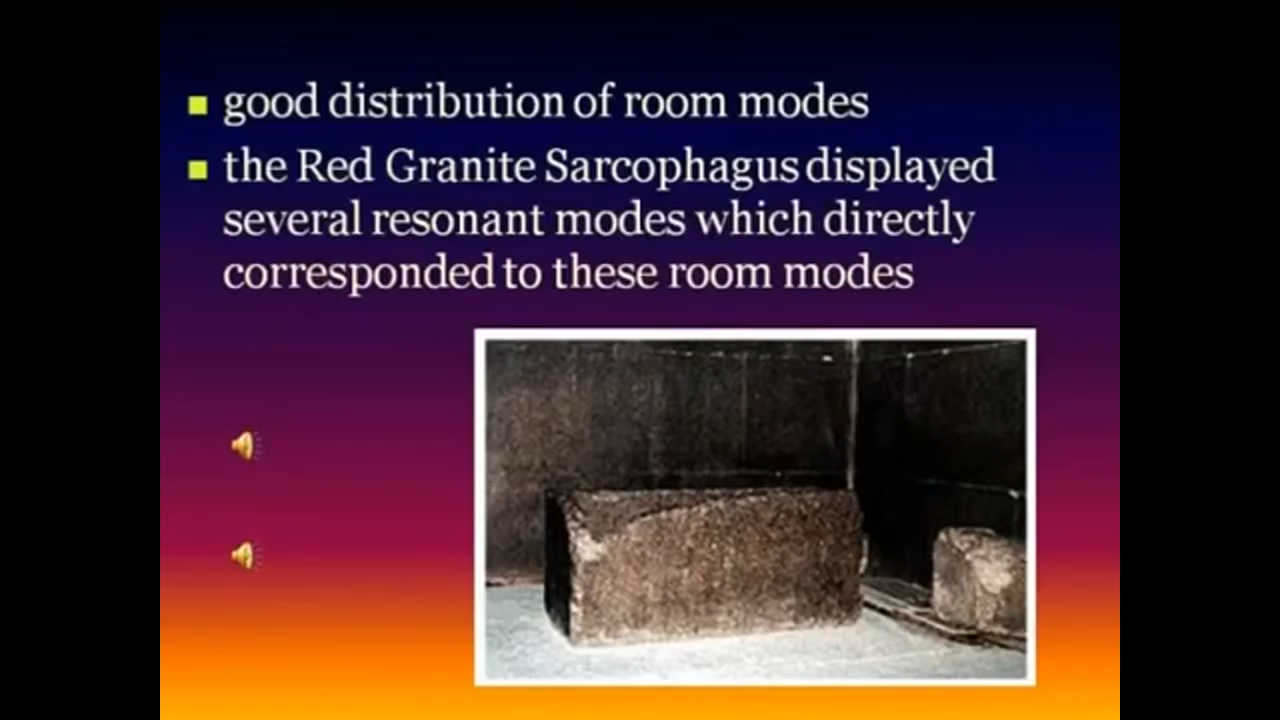 good distribution of room modes
the Red Granite Sarcophagus displayed
several resonant modes which directly
corresponded to these room modes